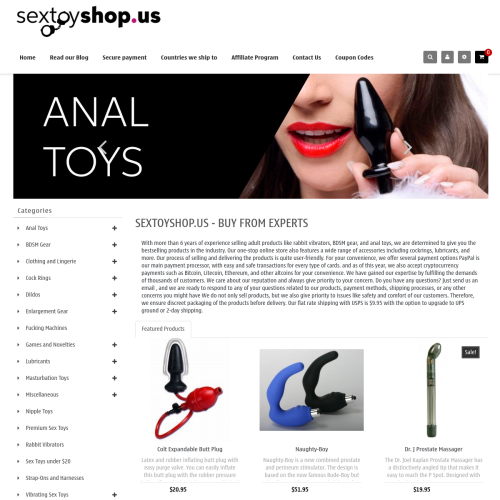 sextoyshop.us
Home Read our Blog Secure payment Countries we ship to Affiliate Program Contact Us Coupon Codes
0
ANAL
TOYS
Categories
Anal Toys
BDSM Gear
Clothing and Lingerie
Cock Rings
Dildos
Enlargement Gear
Fucking Machines
Games and Novelties
Lubricants
Masturbation Toys
Miscellaneous
Nipple Toys
Premium Sex Toys
Rabbit Vibrators
Sex Toys under $20
Strap-Ons and Harnesses
Vibrating Sex Toys
SEXTOYSHOP.US - BUY FROM EXPERTS
With more than 6 years of experience selling adult products like rabbit vibrators, BDSM gear, and anal toys, we are determined to give you the
bestselling products in the industry. Our one-stop online store also features a wide range of accessories including cockrings, lubricants, and
more. Our process of selling and delivering the products is quite user-friendly. For your convenience, we offer several payment options PayPal is
our main payment processor, with easy and safe transactions for every type of cards, and as of this year, we also accept cryptocurrency
payments such as Bitcoin, Litecoin, Ethereum, and other altcoins for your convenience. We have gained our expertise by fulfilling the demands
of thousands of customers. We care about our reputation and always give priority to your concern. Do you have any questions? Just send us an
email , and we are ready to respond to any of your questions related to our products, payment methods, shipping processes, or any other
concerns you might have We do not only sell products, but we also give priority to issues like safety and comfort of our customers. Therefore,
we ensure discreet packaging of the products before delivery. Our flat rate shipping with USPS is $9.95 with the option to upgrade to UPS
ground or 2-day shipping.
Featured Products
Sale!
Colt Expandable Butt Plug
Latex and rubber inflating butt plug with
easy purge valve. You can easily inflate
this butt plug with the rubber pressure
$20.95
Naughty-Boy
Naughty-Boy is a new combined prostate
and perineum stimulator. The design is
based on the now famous Rude-Boy but
$51.95
Dr. J Prostate Massager
The Dr. Joel Kaplan Prostate Massager has
a distinctively angled tip that makes it
easy to reach the P spot. Designed with
$19.95